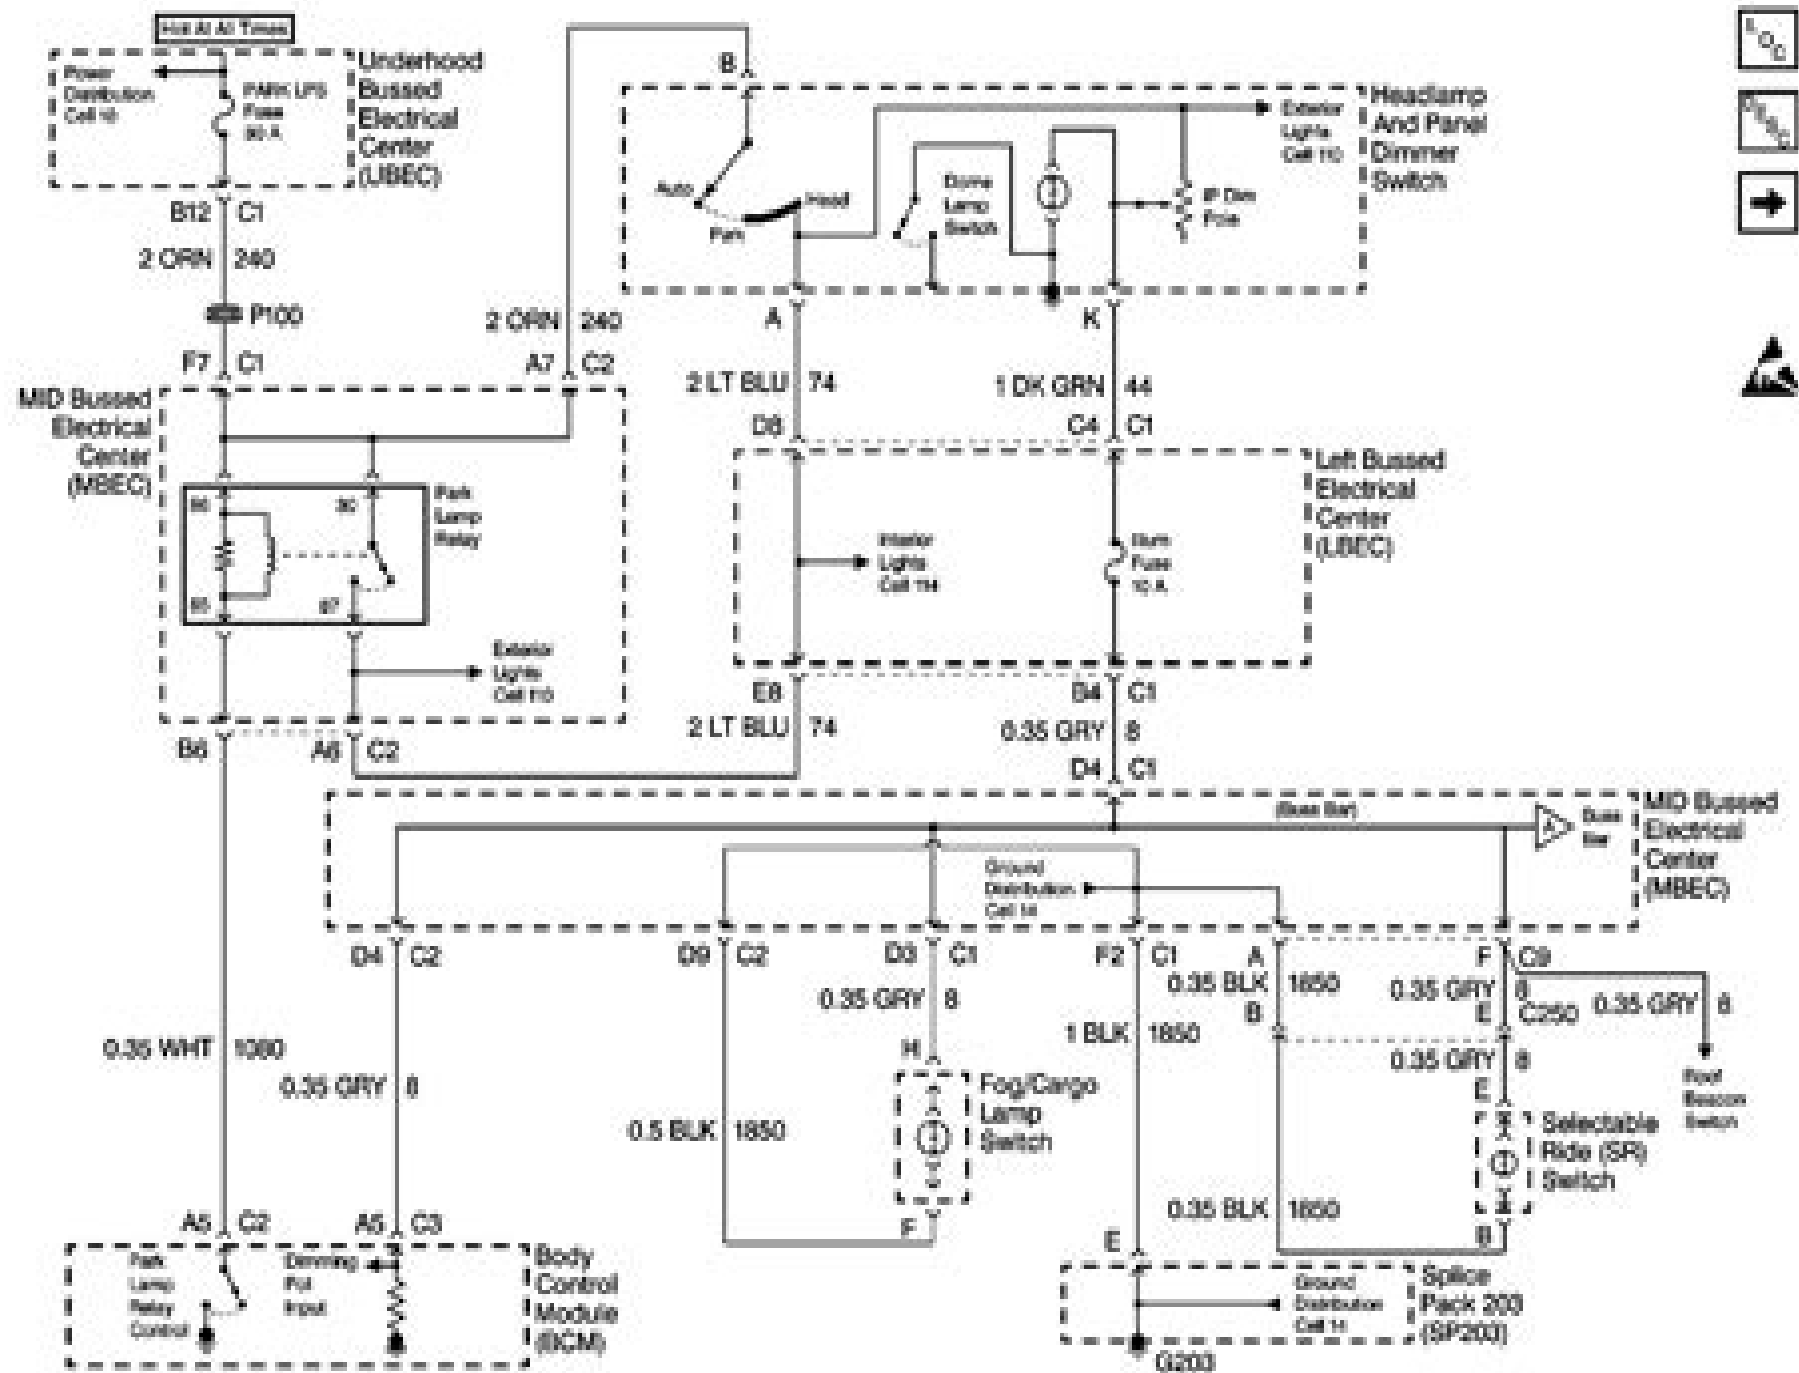 Hot At All Times
Power
Distribution
Cell 10
PARK LPS
Fuse
Underhood
Bussed
Electrical
Center
(UBEC)
B12 C1
2 ORN 240
P100
F7 C1
MID Bussed
Electrical
Center
(MBEC)
2 ORN 240
A7 C2
Park
Lamp
Relay
86
30
85
87
Exterior
Lights
Cell 110
B6
A6 C2
B
Headlamp
And Panel
Dimmer
Switch
Auto
Park
Head
Dome
Lamp
Switch
Exterior
Lights
Cell 110
IP Dim
A
K
2 LT BLU 74
1 DK GRN 44
D8
C4 C1
Left Bussed
Electrical
Center
(LBEC)
Interior
Lights
Cell 114
Illum
Fuse
10 A
E8
B4 C1
2 LT BLU 74
0.35 GRY 8
D4 C1
(Buss Bar)
A
Buss
Bar
MID Bussed
Electrical
Center
(MBEC)
Ground
Distribution
Cell 14
D4 C2
D9 C2
D3 C1
F2 C1
A
F C9
0.35 GRY 8
0.35 BLK 1850
0.35 GRY 8
0.35 GRY 8
B
E C250
1 BLK 1850
0.35 GRY 8
Roof
Beacon
Switch
0.35 WHT 1080
0.35 GRY 8
0.5 BLK 1850
H
Fog/Cargo
Lamp
Switch
F
E
Selectable
Ride (SR)
Switch
B
0.35 BLK 1850
E
A5 C2
A5 C3
Park
Lamp
Relay
Control
Dimming
Pot
Input
Body
Control
Module
(BCM)
Ground
Distribution
Cell 14
Splice
Pack 203
(SP203)
G203
LOC
DESC